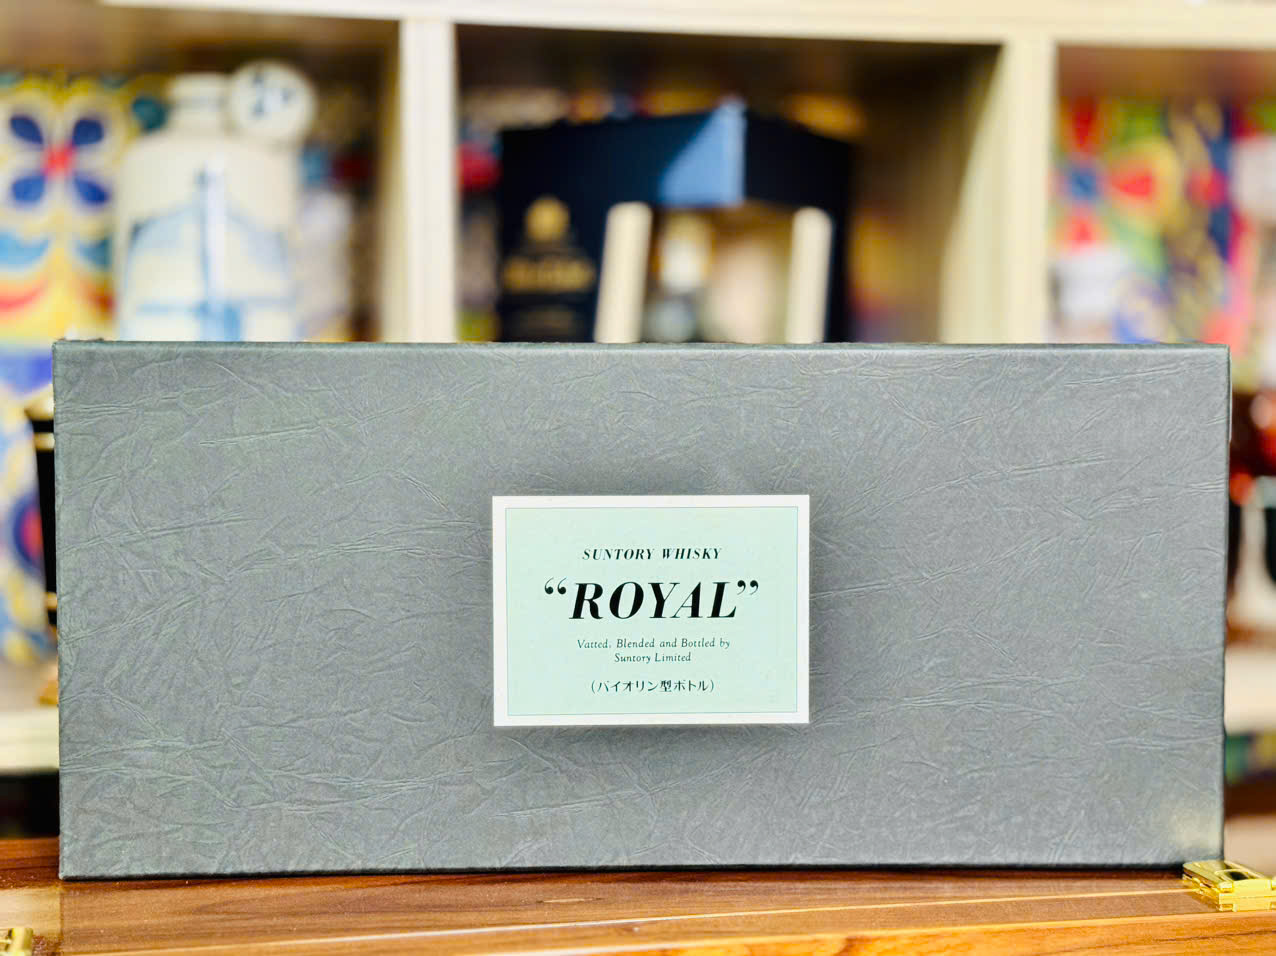 SUNTORY WHISKY
“ROYAL”
Vatted, Blended and Bottled by
Suntory Limited
(バイオリン型ボトル)